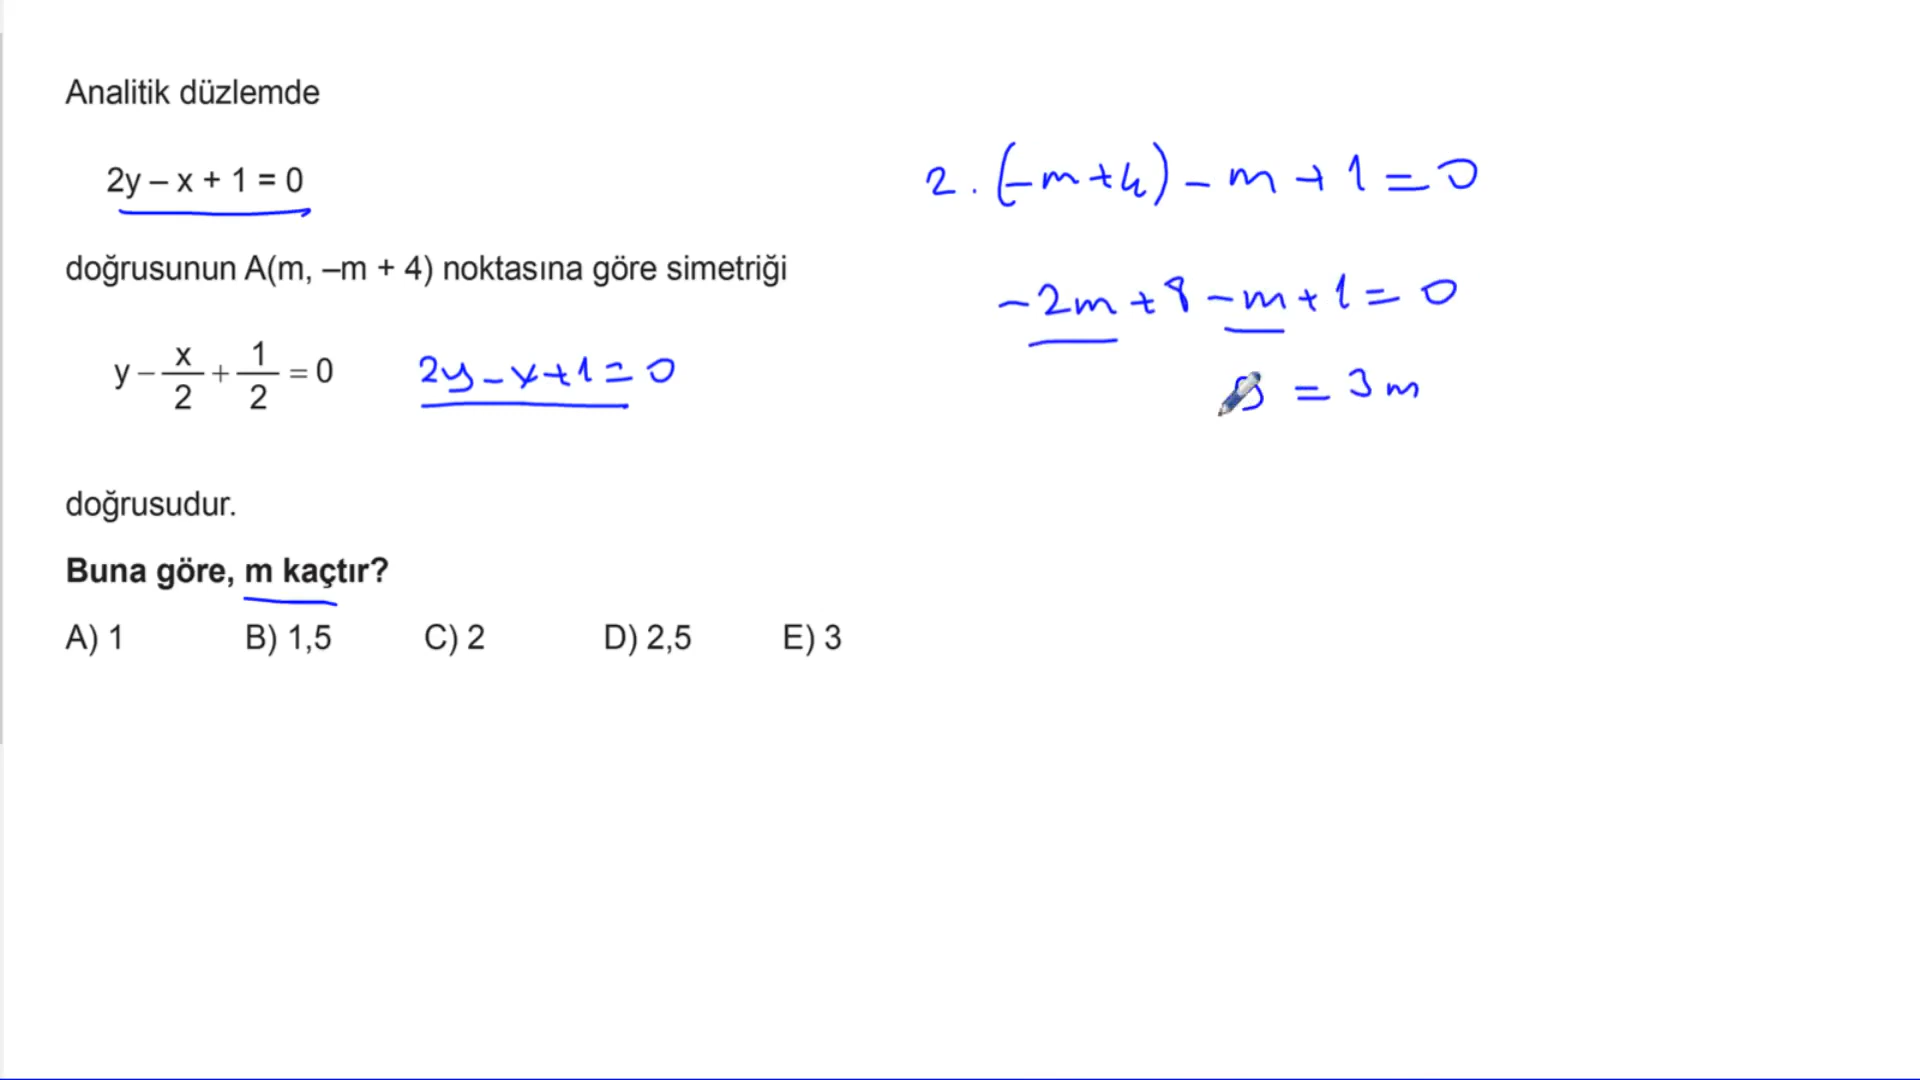 Analitik düzlemde
2y – x + 1 = 0
doğrusunun A(m, –m + 4) noktasına göre simetriği
y – x/2 + 1/2 = 0
2y – x + 1 = 0
doğrusudur.
Buna göre, m kaçtır?
A) 1 B) 1,5 C) 2 D) 2,5 E) 3
2 . (–m + 4) – m + 1 = 0
–2m + 8 – m + 1 = 0
9 = 3m